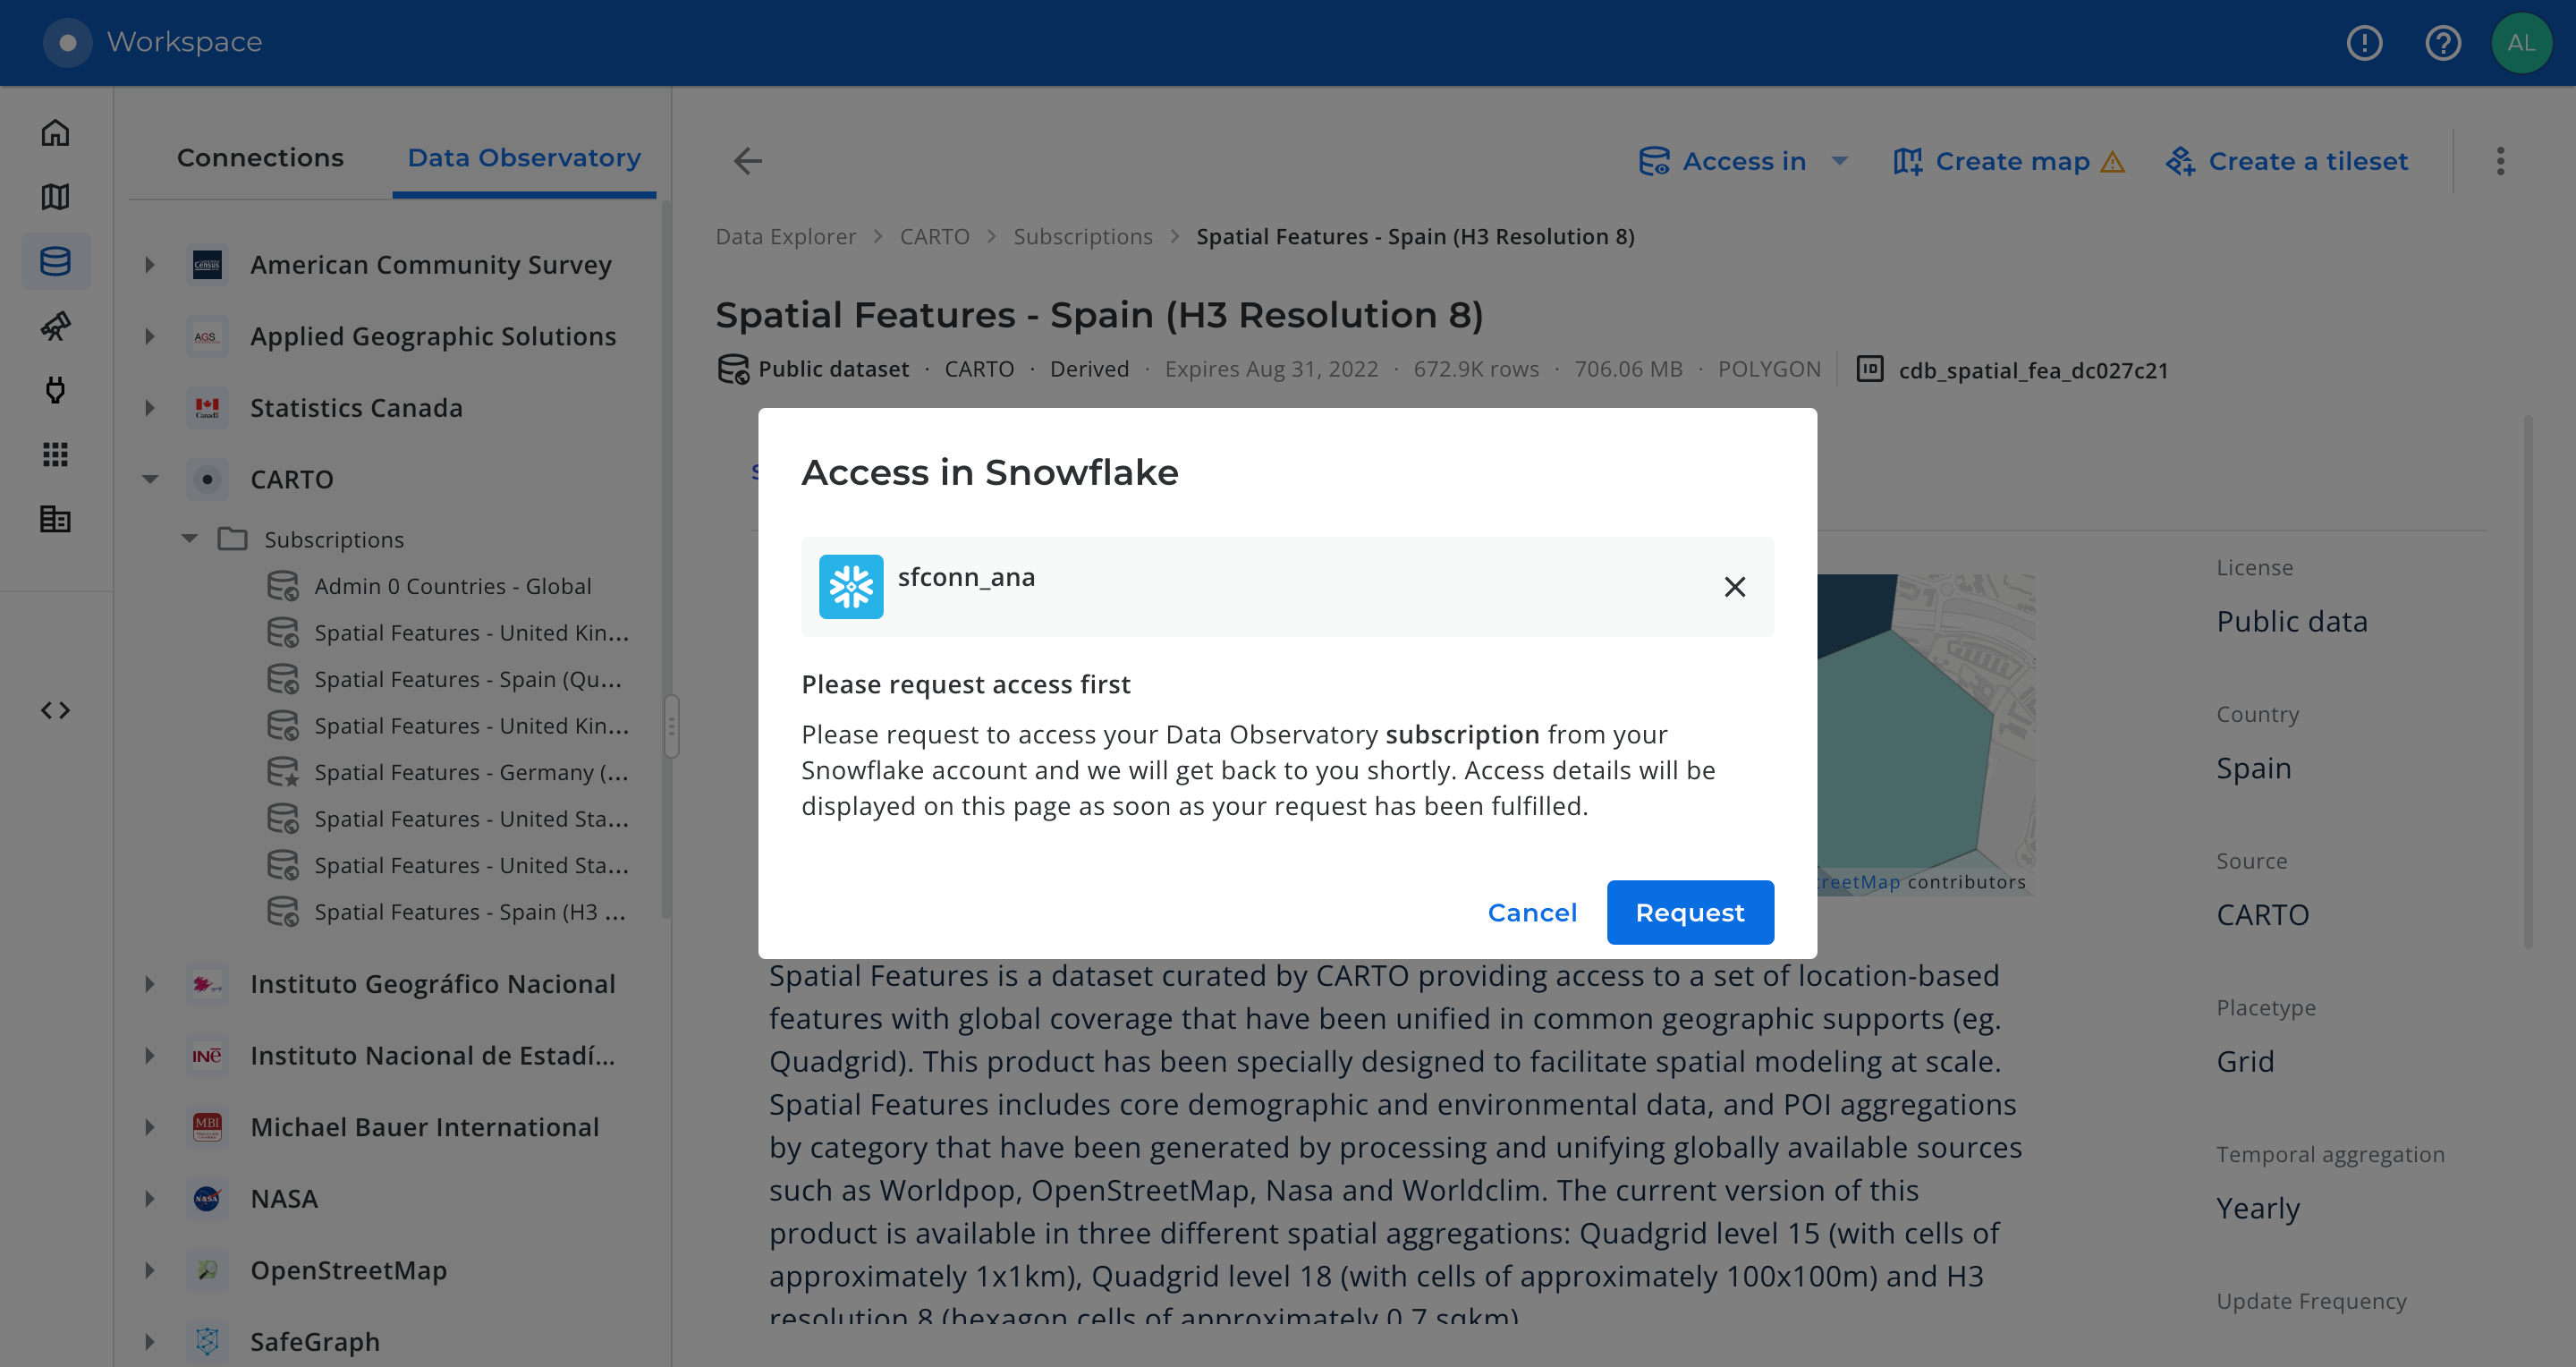 Workspace
AL
Connections
Data Observatory
American Community Survey
Applied Geographic Solutions
Statistics Canada
CARTO
Subscriptions
Admin 0 Countries - Global
Spatial Features - United Kin...
Spatial Features - Spain (Qu...
Spatial Features - United Kin...
Spatial Features - Germany (...
Spatial Features - United Sta...
Spatial Features - United Sta...
Spatial Features - Spain (H3 ...
Instituto Geográfico Nacional
INe
Instituto Nacional de Estadí...
MBI
Michael Bauer International
NASA
NASA
OpenStreetMap
SafeGraph
Census
AGS
Canada
Access in
Create map
Create a tileset
Data Explorer > CARTO > Subscriptions > Spatial Features - Spain (H3 Resolution 8)
Spatial Features - Spain (H3 Resolution 8)
Public dataset · CARTO · Derived · Expires Aug 31, 2022 · 672.9K rows · 706.06 MB · POLYGON
ID cdb_spatial_fea_dc027c21
Access in Snowflake
sfconn_ana
Please request access first
Please request to access your Data Observatory subscription from your
Snowflake account and we will get back to you shortly. Access details will be
displayed on this page as soon as your request has been fulfilled.
Cancel
Request
reetMap contributors
Spatial Features is a dataset curated by CARTO providing access to a set of location-based
features with global coverage that have been unified in common geographic supports (eg.
Quadgrid). This product has been specially designed to facilitate spatial modeling at scale.
Spatial Features includes core demographic and environmental data, and POI aggregations
by category that have been generated by processing and unifying globally available sources
such as Worldpop, OpenStreetMap, Nasa and Worldclim. The current version of this
product is available in three different spatial aggregations: Quadgrid level 15 (with cells of
approximately 1x1km), Quadgrid level 18 (with cells of approximately 100x100m) and H3
resolution 8 (hexagon cells of approximately 0.7 sqkm)
License
Public data
Country
Spain
Source
CARTO
Placetype
Grid
Temporal aggregation
Yearly
Update Frequency